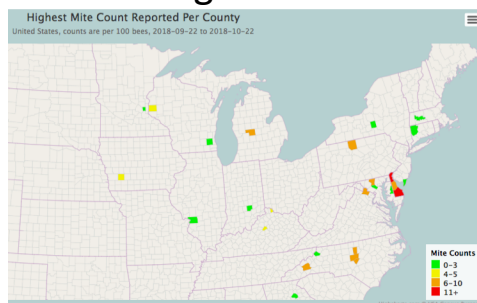 Highest Mite Count Reported Per County
United States, counts are per 100 bees, 2018-09-22 to 2018-10-22
Mite Counts
0-3
4-5
6-10
11+